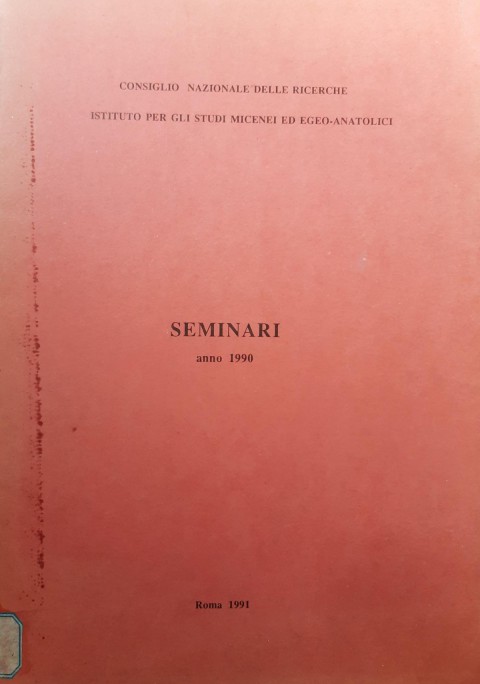 CONSIGLIO NAZIONALE DELLE RICERCHE
ISTITUTO PER GLI STUDI MICENEI ED EGEO-ANATOLICI
SEMINARI
anno 1990
Roma 1991